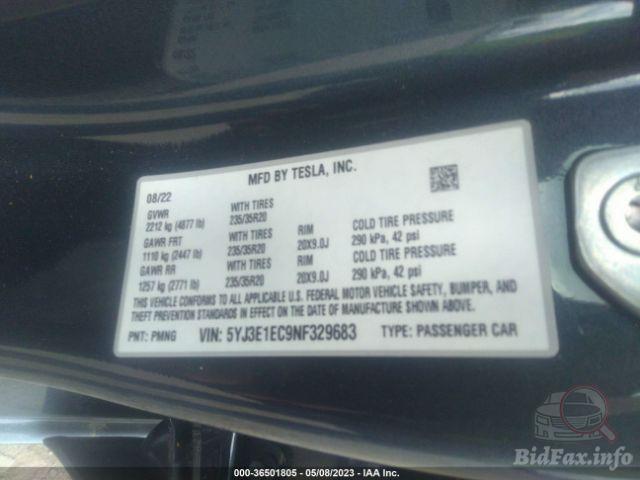 MFD BY TESLA, INC.
08/22
GVWR WITH TIRES
2212 kg (4877 lb) 235/35R20
GAWR FRT WITH TIRES RIM COLD TIRE PRESSURE
1110 kg (2447 lb) 235/35R20 20X9.0J 290 kPa, 42 psi
GAWR RR WITH TIRES RIM COLD TIRE PRESSURE
1257 kg (2771 lb) 235/35R20 20X9.0J 290 kPa, 42 psi
THIS VEHICLE CONFORMS TO ALL APPLICABLE U.S. FEDERAL MOTOR VEHICLE SAFETY, BUMPER, AND
THEFT PREVENTION STANDARDS IN EFFECT ON THE DATE OF MANUFACTURE SHOWN ABOVE.
PNT: PMNG VIN: 5YJ3E1EC9NF329683 TYPE: PASSENGER CAR
BidFax.info
000-36501805 - 05/08/2023 - IAA Inc.